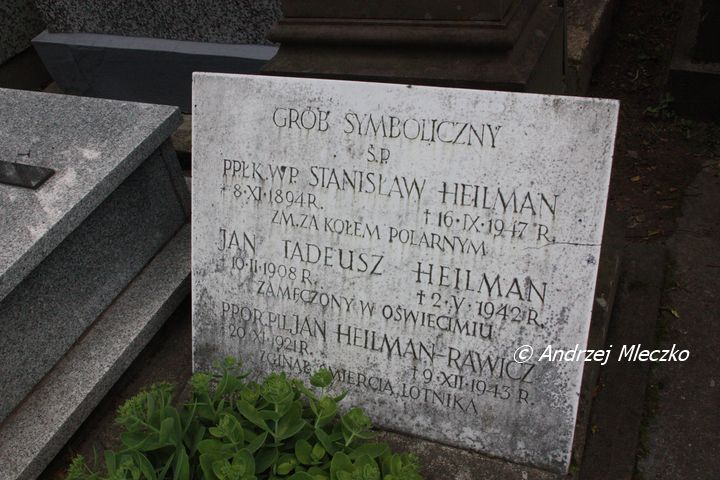 GRÓB SYMBOLICZNY
Ś.P.
PPŁK.W.P. STANISŁAW HEILMAN
+ 8·XI·1894 R. + 16·IX·1947 R.
ZM.ZA KOŁEM POLARNYM
JAN TADEUSZ HEILMAN
+ 10·II·1908 R. + 2·V·1942 R.
ZAMĘCZONY W OŚWIĘCIMIU
PPOR.PIL.JAN HEILMAN-RAWICZ
+ 20·XI·1921 R. + 9·XII·1943 R.
ZGINĄŁ ŚMIERCIĄ LOTNIKA
© Andrzej Mleczko